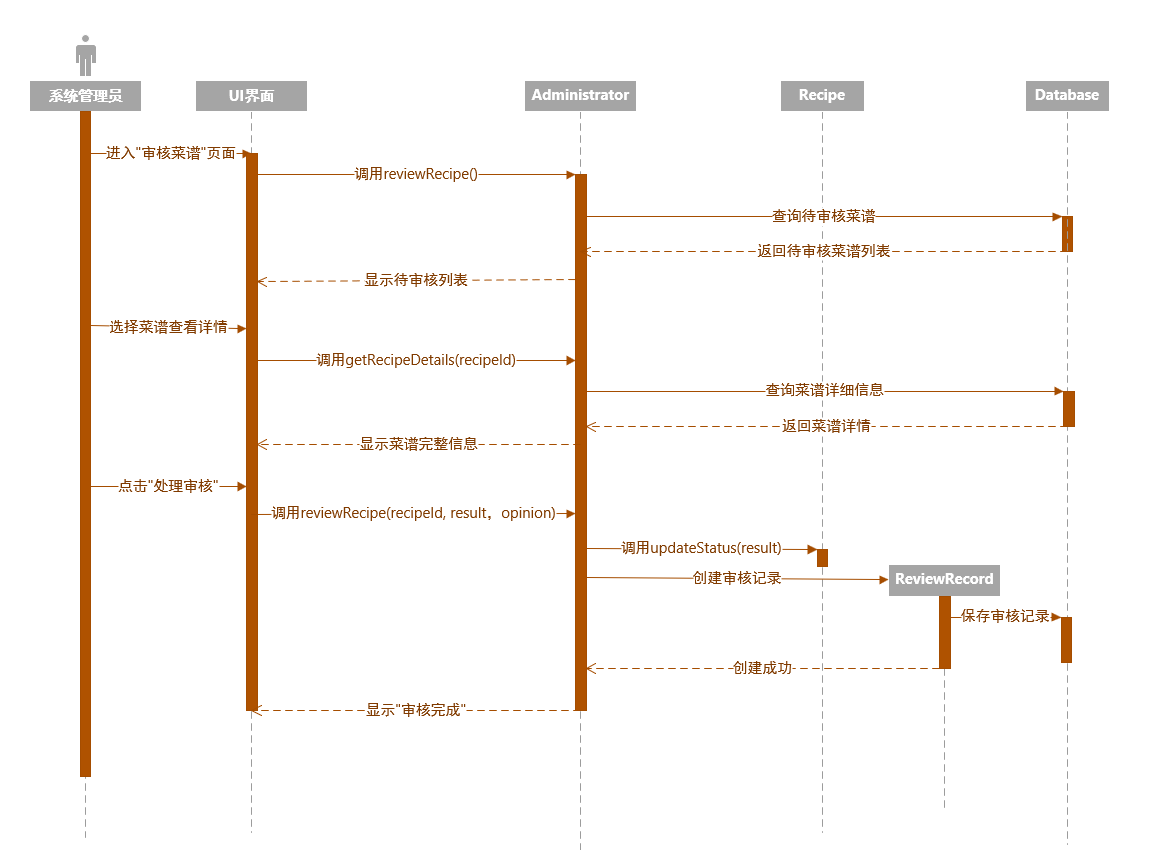 系统管理员
UI界面
Administrator
Recipe
Database
进入"审核菜谱"页面
调用reviewRecipe()
查询待审核菜谱
返回待审核菜谱列表
显示待审核列表
选择菜谱查看详情
调用getRecipeDetails(recipeId)
查询菜谱详细信息
返回菜谱详情
显示菜谱完整信息
点击"处理审核"
调用reviewRecipe(recipeId, result，opinion)
调用updateStatus(result)
创建审核记录
ReviewRecord
保存审核记录
创建成功
显示"审核完成"